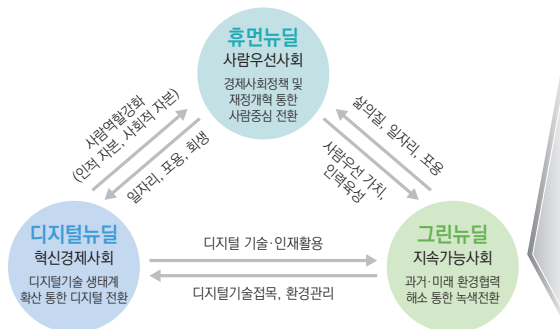 휴먼뉴딜
사람우선사회
경제사회정책 및
재정개혁 통한
사람중심 전환
사람역할강화
(인적 자본, 사회적 자본)
일자리, 포용, 회생
삶의질, 일자리, 포용
사람우선 가치,
인력육성
디지털뉴딜
혁신경제사회
디지털기술 생태계
확산 통한 디지털 전환
디지털 기술·인재활용
디지털기술접목, 환경관리
그린뉴딜
지속가능사회
과거·미래 환경협력
해소 통한 녹색전환